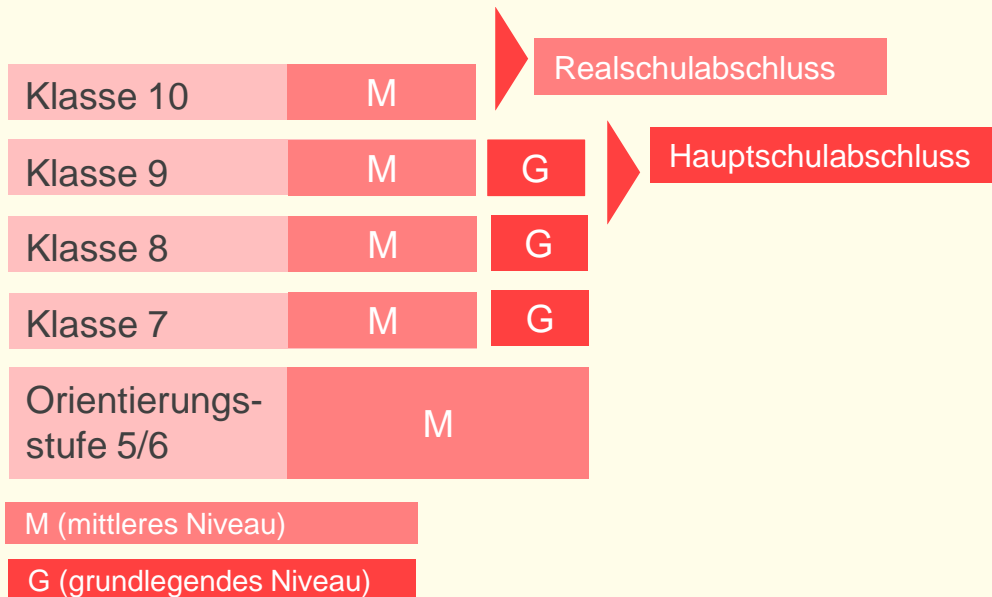 Realschulabschluss
Klasse 10
M
Hauptschulabschluss
Klasse 9
M
G
Klasse 8
M
G
Klasse 7
M
G
Orientierungs-
stufe 5/6
M
M (mittleres Niveau)
G (grundlegendes Niveau)